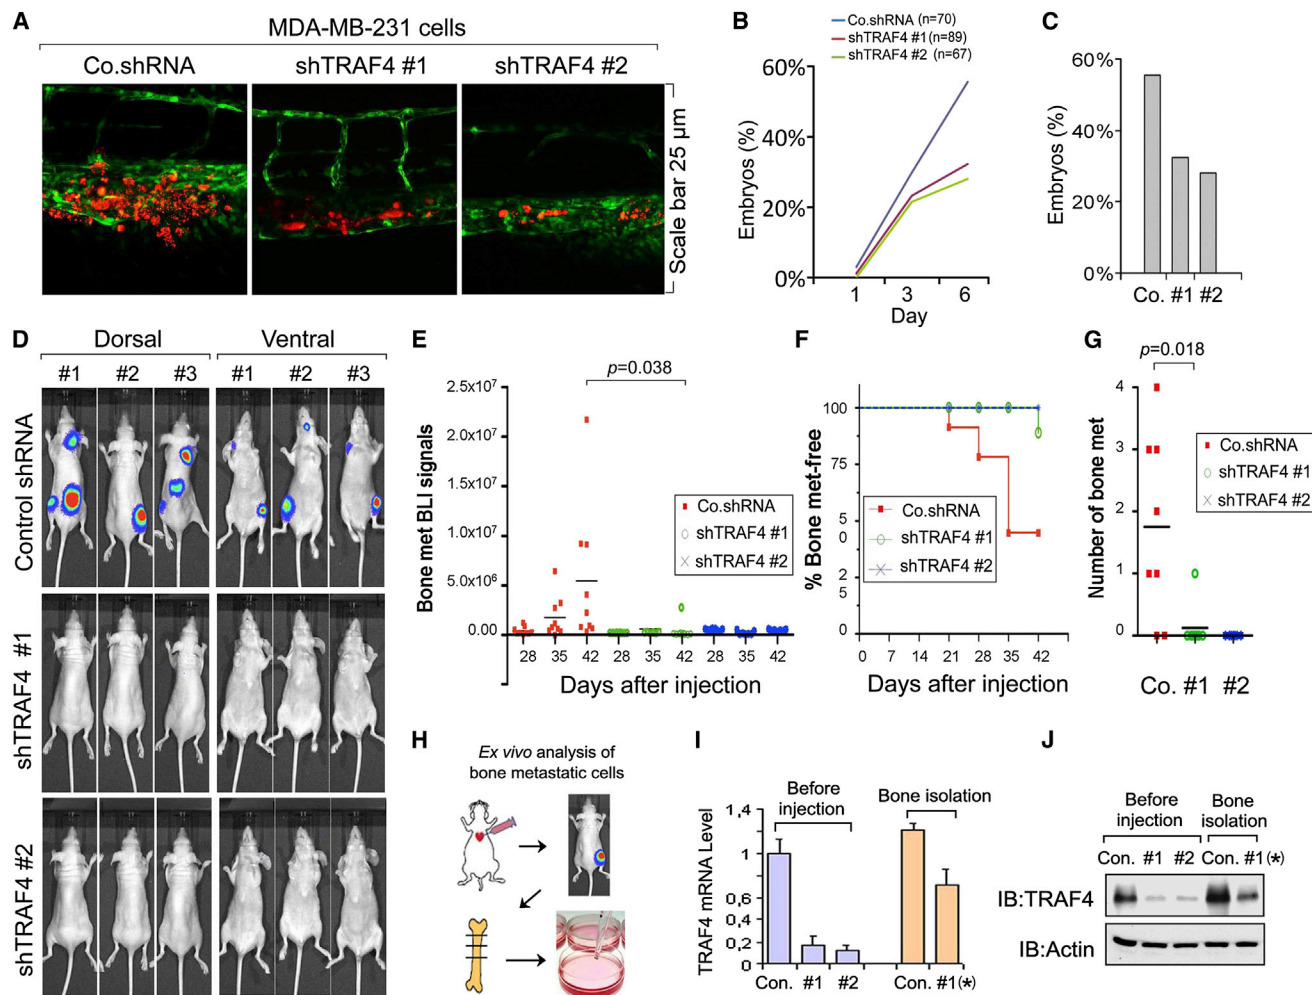 A
MDA-MB-231 cells
Co.shRNA shTRAF4 #1 shTRAF4 #2
Scale bar 25 µm
B
Co.shRNA (n=70)
shTRAF4 #1(n=89)
shTRAF4 #2 (n=67)
60%
40%
20%
0%
Embryos (%)
1 3 6
Day
C
60%
40%
20%
0%
Embryos (%)
Co. #1 #2
D
Dorsal Ventral
#1 #2 #3 #1 #2 #3
Control shRNA
shTRAF4 #1
shTRAF4 #2
E
p=0.038
2.5x10⁷
2.0x10⁷
1.5x10⁷
1.0x10⁷
5.0x10⁶
0.00
Bone met BLI signals
Co.shRNA
shTRAF4 #1
shTRAF4 #2
28 35 42 28 35 42 28 35 42
Days after injection
F
100
75
5
0
2
5
0
% Bone met-free
Co.shRNA
shTRAF4 #1
shTRAF4 #2
0 7 14 21 28 35 42
Days after injection
G
p=0.018
4
3
2
1
0
Number of bone met
Co.shRNA
shTRAF4 #1
shTRAF4 #2
Co. #1 #2
H
Ex vivo analysis of
bone metastatic cells
I
Before
injection
Bone isolation
1,4
1,2
1
0,8
0,6
0,4
0,2
0
TRAF4 mRNA Level
Con. #1 #2 Con. #1(*)
J
Before
injection
Bone
isolation
Con. #1 #2 Con. #1(*)
IB:TRAF4
IB:Actin